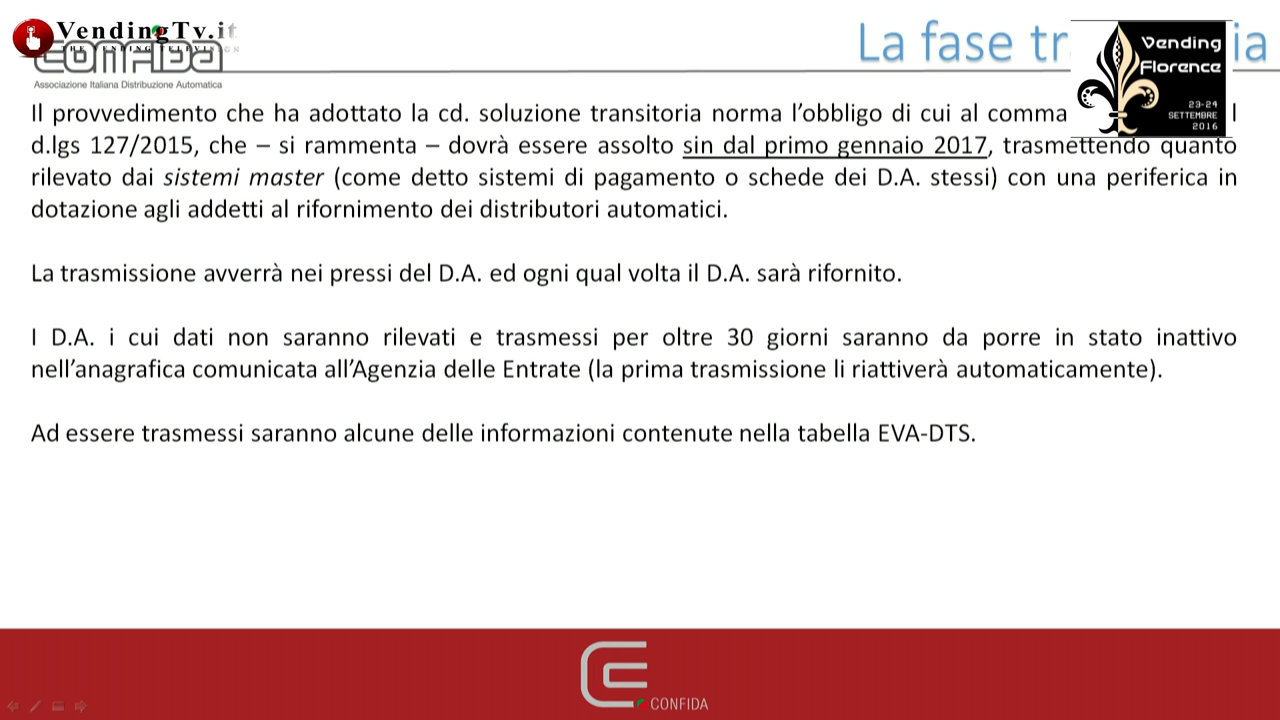 VendingTv.it
THE VENDING TELEVISION
CONFIDA
Associazione Italiana Distribuzione Automatica
La fase tr ia
Vending
Florence
23-24
SETTEMBRE
2016
Il provvedimento che ha adottato la cd. soluzione transitoria norma l’obbligo di cui al comma l
d.lgs 127/2015, che – si rammenta – dovrà essere assolto sin dal primo gennaio 2017, trasmettendo quanto
rilevato dai sistemi master (come detto sistemi di pagamento o schede dei D.A. stessi) con una periferica in
dotazione agli addetti al rifornimento dei distributori automatici.
La trasmissione avverrà nei pressi del D.A. ed ogni qual volta il D.A. sarà rifornito.
I D.A. i cui dati non saranno rilevati e trasmessi per oltre 30 giorni saranno da porre in stato inattivo
nell’anagrafica comunicata all’Agenzia delle Entrate (la prima trasmissione li riattiverà automaticamente).
Ad essere trasmessi saranno alcune delle informazioni contenute nella tabella EVA-DTS.
CONFIDA